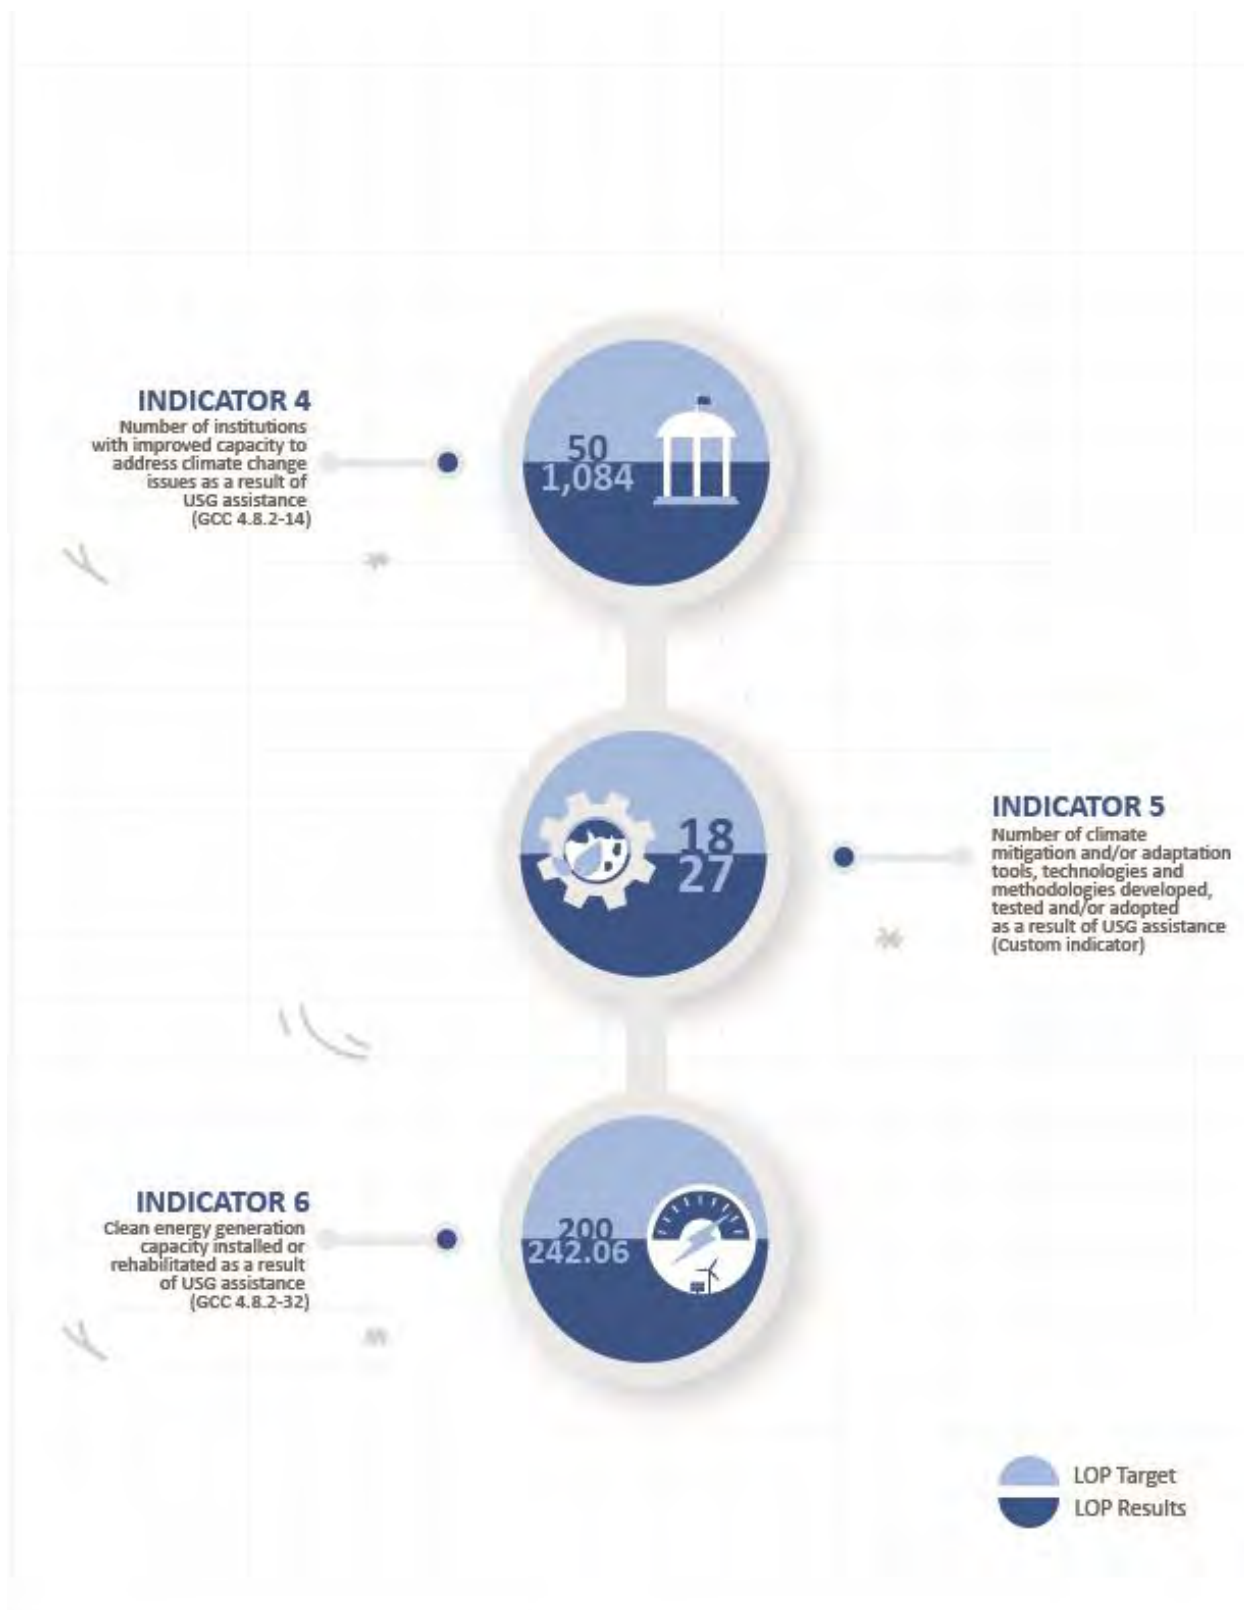 INDICATOR 4
Number of institutions
with improved capacity to
address climate change
issues as a result of
USG assistance
(GCC 4.8.2-14)
50
1,084
18
27
INDICATOR 5
Number of climate
mitigation and/or adaptation
tools, technologies and
methodologies developed,
tested and/or adopted
as a result of USG assistance
(Custom indicator)
INDICATOR 6
Clean energy generation
capacity installed or
rehabilitated as a result
of USG assistance
(GCC 4.8.2-32)
200
242.06
LOP Target
LOP Results